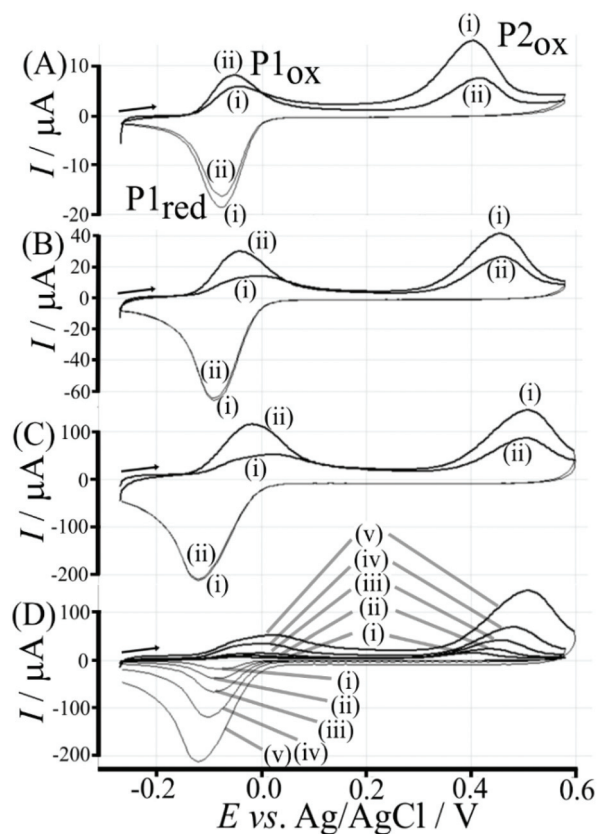 (A)
(ii) P1ox
(i)
(i) P2ox
(ii)
10
0
-10
-20
I / μA
(ii)
P1red (i)
(B)
40
20
0
-20
-40
-60
I / μA
(ii)
(i)
(i)
(ii)
(ii)
(i)
(C)
100
0
-100
-200
I / μA
(ii)
(i)
(i)
(ii)
(ii)
(i)
(D)
(v)
(iv)
(iii)
(ii)
(i)
100
0
-100
-200
I / μA
(i)
(ii)
(iii)
(v) (iv)
-0.2 0.0 0.2 0.4 0.6
E vs. Ag/AgCl / V